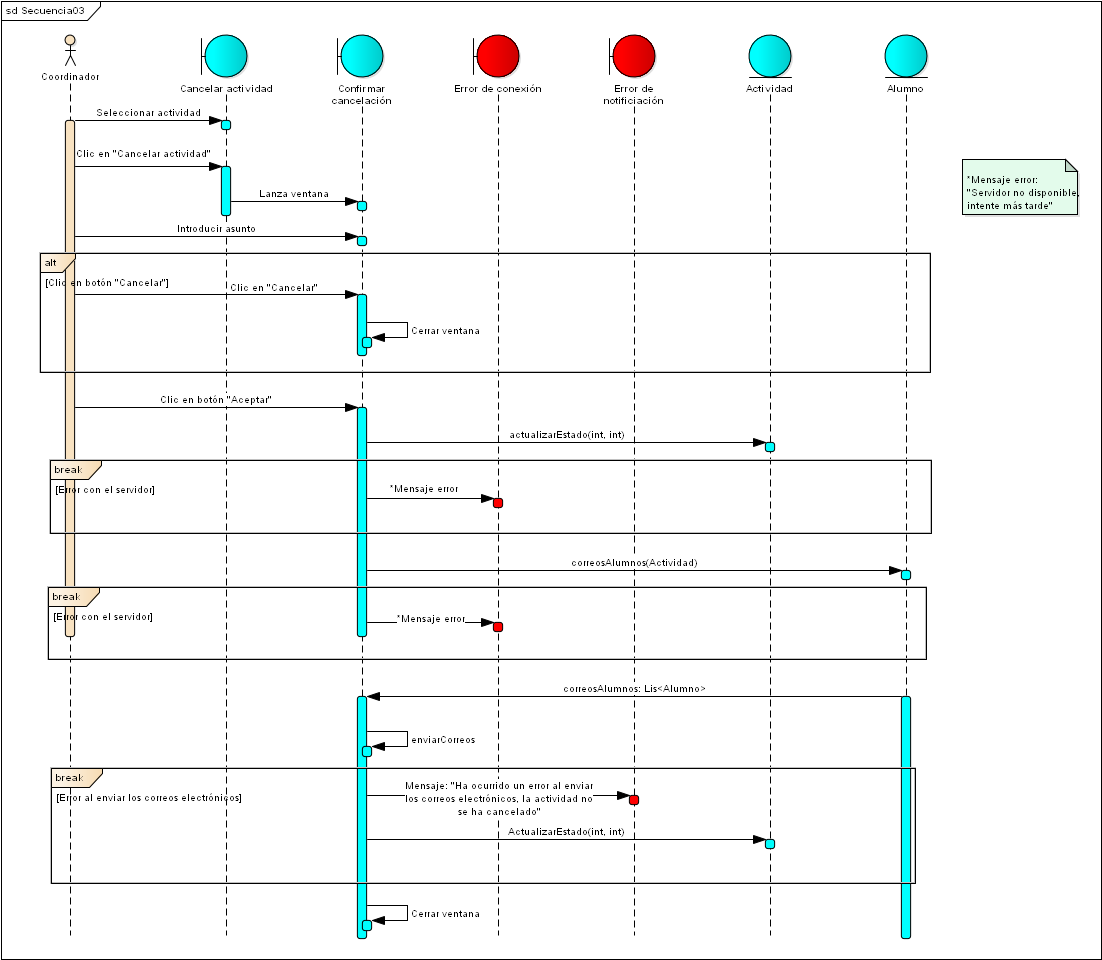 sd Secuencia03
Coordinador
Cancelar actividad
Confirmar
cancelación
Error de conexión
Error de
notificiación
Actividad
Alumno
Seleccionar actividad
Clic en "Cancelar actividad"
Lanza ventana
Introducir asunto
*Mensaje error:
"Servidor no disponible,
intente más tarde"
alt
[Clic en botón "Cancelar"]
Clic en "Cancelar"
Cerrar ventana
Clic en botón "Aceptar"
actualizarEstado(int, int)
break
[Error con el servidor]
*Mensaje error
correosAlumnos(Actividad)
break
[Error con el servidor]
*Mensaje error
correosAlumnos: Lis<Alumno>
enviarCorreos
break
[Error al enviar los correos electrónicos]
Mensaje: "Ha ocurrido un error al enviar
los correos electrónicos, la actividad no
se ha cancelado"
ActualizarEstado(int, int)
Cerrar ventana